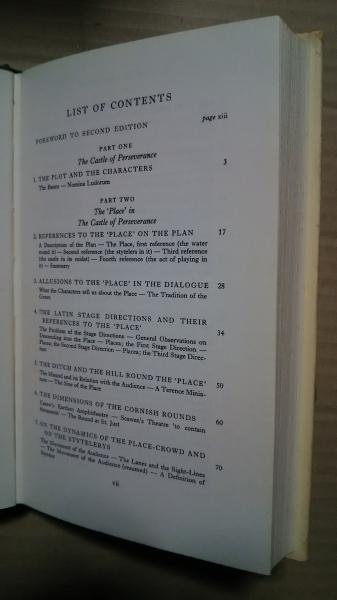 LIST OF CONTENTS
FOREWORD TO SECOND EDITION page xiii
PART ONE
The Castle of Perseverance
1. THE PLOT AND THE CHARACTERS 3
The Banns — Nomina Ludorum
PART TWO
The 'Place' in
The Castle of Perseverance
2. REFERENCES TO THE 'PLACE' ON THE PLAN 17
A Description of the Plan — The Place, first reference (the water
round it) — Second reference (the stytelers in it) — Third reference
(the castle in its midst) — Fourth reference (the act of playing in
it) — Summary
3. ALLUSIONS TO THE 'PLACE' IN THE DIALOGUE 28
What the Characters tell us about the Place — The Tradition of the
Green
4. THE LATIN STAGE DIRECTIONS AND THEIR
REFERENCES TO THE 'PLACE' 34
The Problem of the Stage Directions — General Observations on
Descending into the Place — Placea; the First Stage Direction —
Placea; the Second Stage Direction — Placea; the Third Stage Direc-
tion
5. THE DITCH AND THE HILL ROUND THE 'PLACE' 50
The Mound and its Relation with the Audience — A Terence Minia-
ture — The Size of the Place
6. THE DIMENSIONS OF THE CORNISH ROUNDS 60
Carew's Earthen Amphitheatre — Scawen's Theatre 'to contain
thousands' — The Round at St. Just
7. ON THE DYNAMICS OF THE PLACE-CROWD AND
ON THE STYTELERYS 70
The Movement of the Audience — The Lanes and the Sight-Lines
— The Movement of the Audience (resumed) — A Definition of
vii